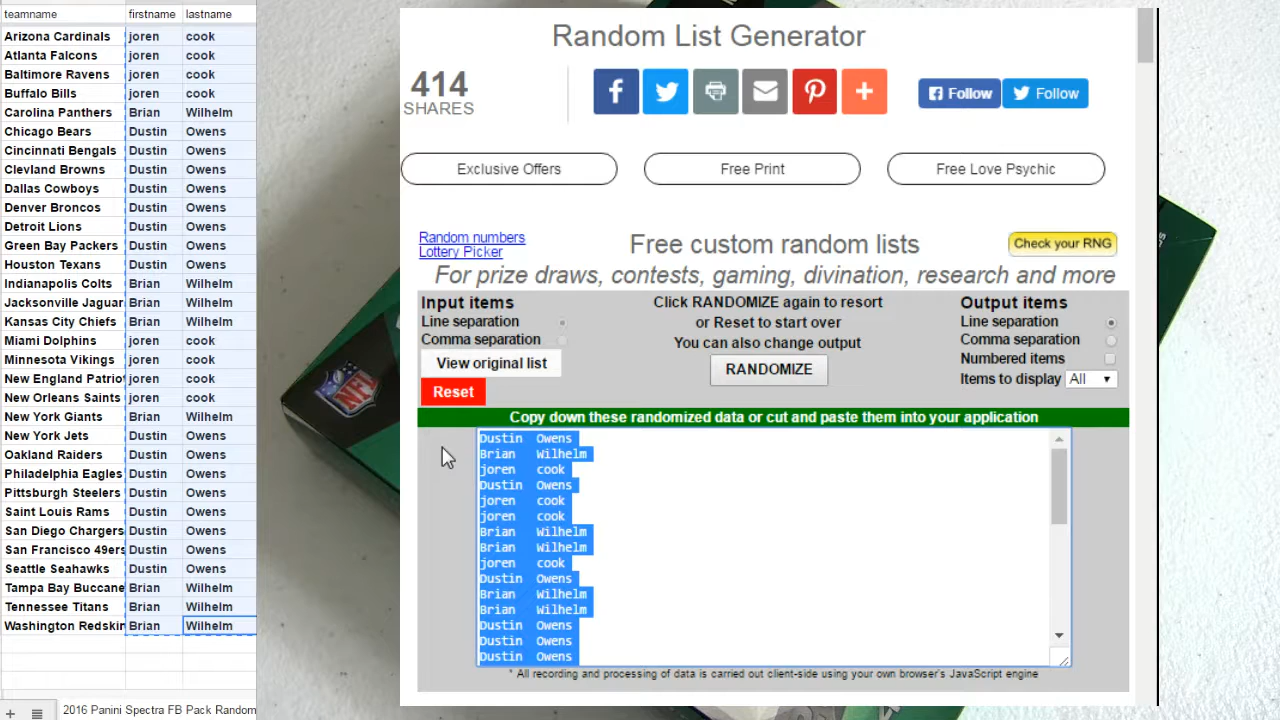 teamname firstname lastname
Arizona Cardinals joren cook
Atlanta Falcons joren cook
Baltimore Ravens joren cook
Buffalo Bills joren cook
Carolina Panthers Brian Wilhelm
Chicago Bears Dustin Owens
Cincinnati Bengals Dustin Owens
Clevland Browns Dustin Owens
Dallas Cowboys Dustin Owens
Denver Broncos Dustin Owens
Detroit Lions Dustin Owens
Green Bay Packers Dustin Owens
Houston Texans Dustin Owens
Indianapolis Colts Brian Wilhelm
Jacksonville Jaguar Brian Wilhelm
Kansas City Chiefs Brian Wilhelm
Miami Dolphins joren cook
Minnesota Vikings joren cook
New England Patriot joren cook
New Orleans Saints joren cook
New York Giants Brian Wilhelm
New York Jets Dustin Owens
Oakland Raiders Dustin Owens
Philadelphia Eagles Dustin Owens
Pittsburgh Steelers Dustin Owens
Saint Louis Rams Dustin Owens
San Diego Chargers Dustin Owens
San Francisco 49ers Dustin Owens
Seattle Seahawks Dustin Owens
Tampa Bay Buccane Brian Wilhelm
Tennessee Titans Brian Wilhelm
Washington Redskin Brian Wilhelm
2016 Panini Spectra FB Pack Random
Random List Generator
414
SHARES
Follow
Follow
Exclusive Offers
Free Print
Free Love Psychic
Random numbers
Lottery Picker
Free custom random lists
Check your RNG
For prize draws, contests, gaming, divination, research and more
Input items
Line separation
Comma separation
View original list
Reset
Click RANDOMIZE again to resort
or Reset to start over
You can also change output
RANDOMIZE
Output items
Line separation
Comma separation
Numbered items
Items to display All
Copy down these randomized data or cut and paste them into your application
Dustin Owens
Brian Wilhelm
joren cook
Dustin Owens
joren cook
joren cook
Brian Wilhelm
Brian Wilhelm
joren cook
Dustin Owens
Brian Wilhelm
Brian Wilhelm
Dustin Owens
Dustin Owens
Dustin Owens
* All recording and processing of data is carried out client-side using your own browser's JavaScript engine
NFL